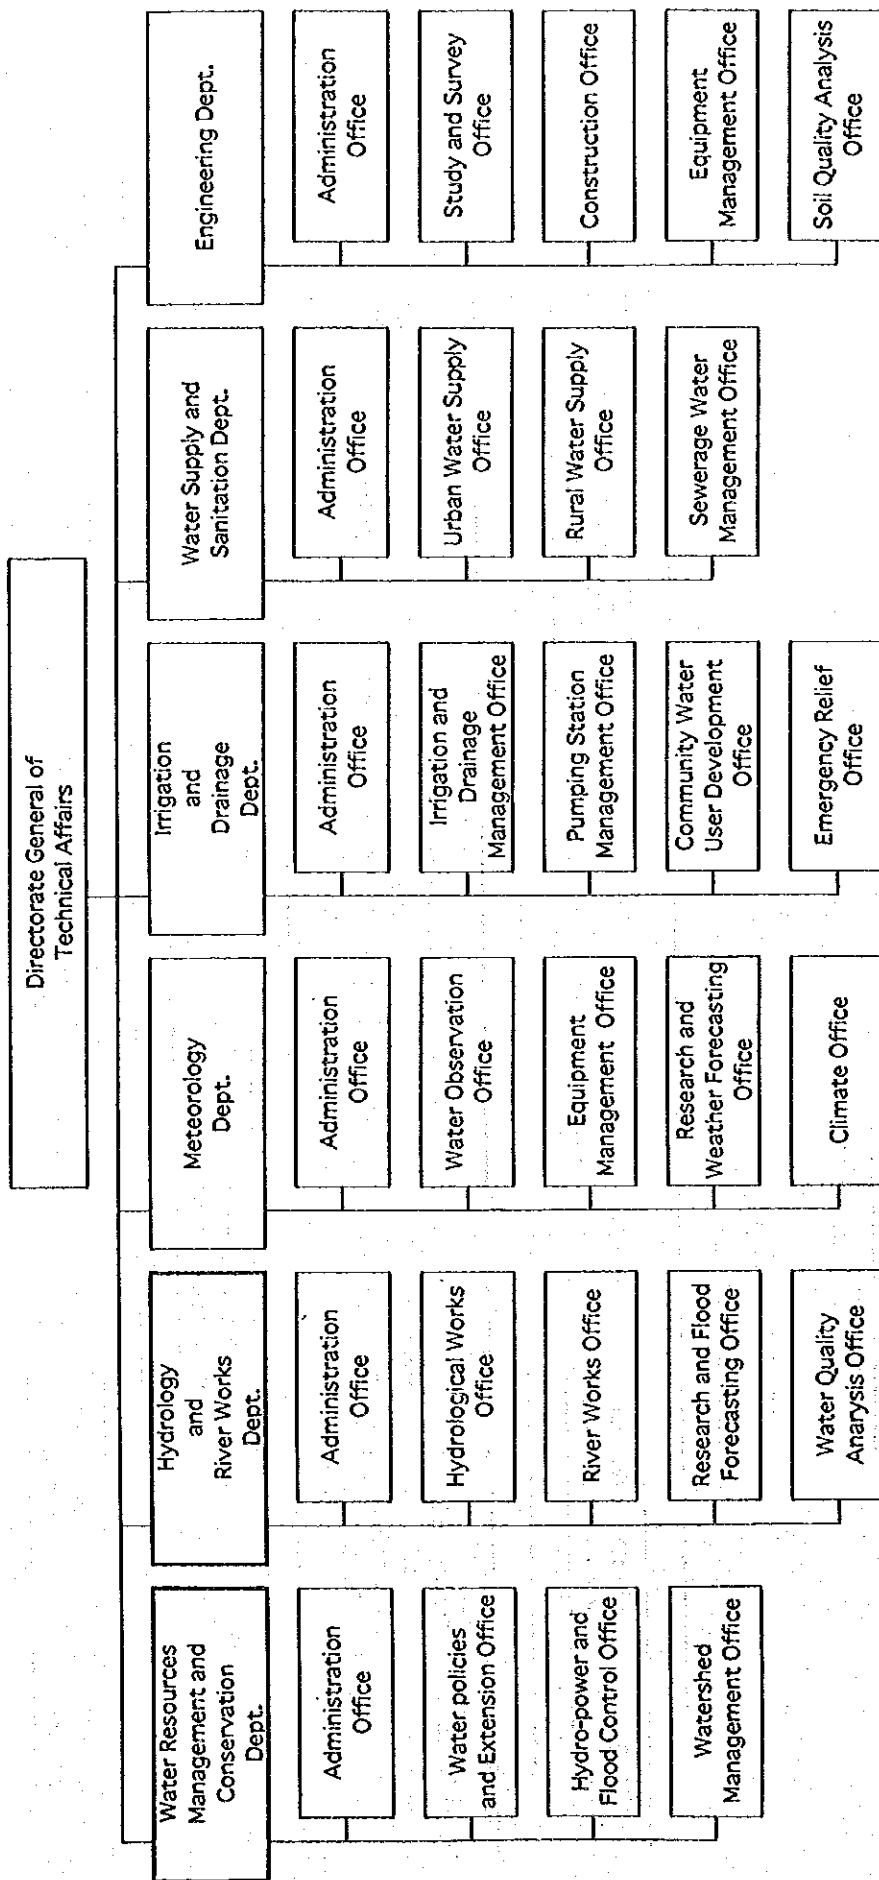 Directorate General of
Technical Affairs
Water Resources
Management and
Conservation
Dept.
Administration
Office
Water policies
and Extension Office
Hydro-power and
Flood Control Office
Watershed
Management Office
Hydrology
and
River Works
Dept.
Administration
Office
Hydrological Works
Office
River Works Office
Research and Flood
Forecasting Office
Water Quality
Anarysis Office
Meteorology
Dept.
Administration
Office
Water Observation
Office
Equipment
Management Office
Research and
Weather Forecasting
Office
Climate Office
Irrigation
and
Drainage
Dept.
Administration
Office
Irrigation and
Drainage
Management Office
Pumping Station
Management Office
Community Water
User Development
Office
Emergency Relief
Office
Water Supply and
Sanitation Dept.
Administration
Office
Urban Water Supply
Office
Rural Water Supply
Office
Sewerage Water
Management Office
Engineering Dept.
Administration
Office
Study and Survey
Office
Construction Office
Equipment
Management Office
Soil Quality Analysis
Office